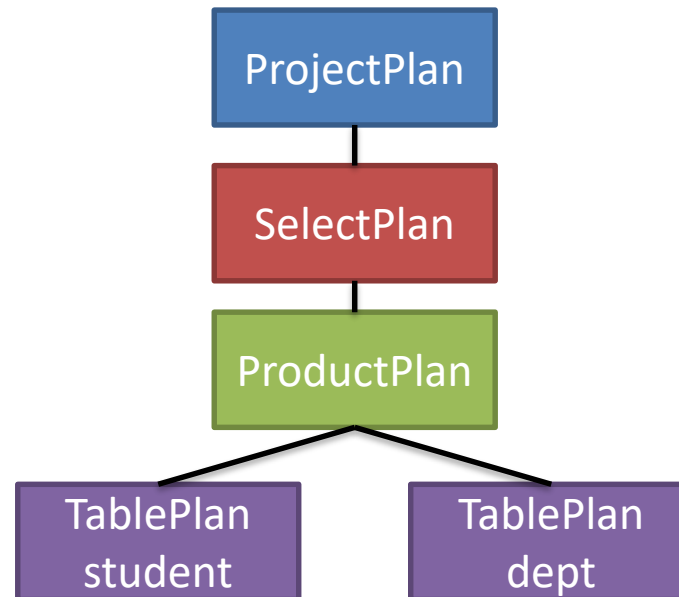 ProjectPlan
SelectPlan
ProductPlan
TablePlan
student
TablePlan
dept